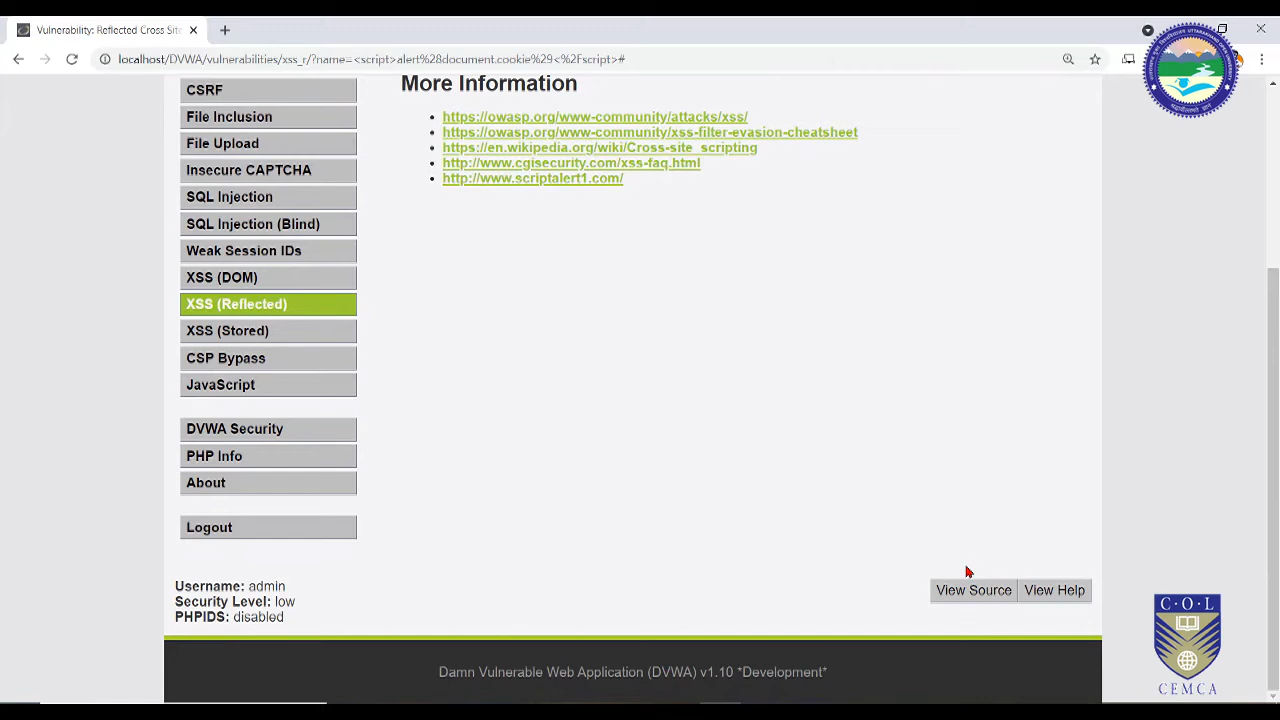 Vulnerability: Reflected Cross Sit
localhost/DVWA/vulnerabilities/xss_r/?name=<script>alert%28document.cookie%29<%2Fscript>#
CSRF
File Inclusion
File Upload
Insecure CAPTCHA
SQL Injection
SQL Injection (Blind)
Weak Session IDs
XSS (DOM)
XSS (Reflected)
XSS (Stored)
CSP Bypass
JavaScript
DVWA Security
PHP Info
About
Logout
More Information
https://owasp.org/www-community/attacks/xss/
https://owasp.org/www-community/xss-filter-evasion-cheatsheet
https://en.wikipedia.org/wiki/Cross-site_scripting
http://www.cgisecurity.com/xss-faq.html
http://www.scriptalert1.com/
Username: admin
Security Level: low
PHPIDS: disabled
View Source
View Help
Damn Vulnerable Web Application (DVWA) v1.10 *Development*
C·O·L
CEMCA